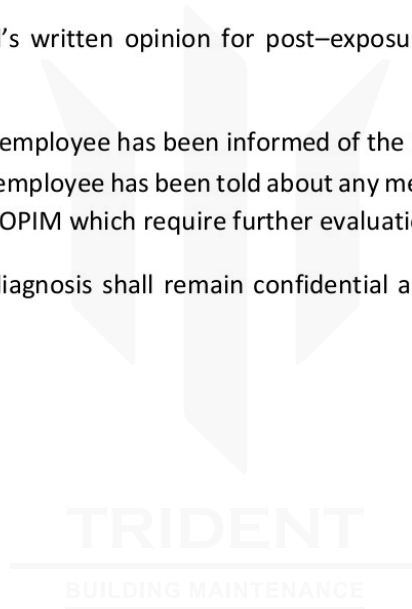 l's written opinion for post–exposu
employee has been informed of the
employee has been told about any me
OPIM which require further evaluati
diagnosis shall remain confidential a
TRIDENT
BUILDING MAINTENANCE